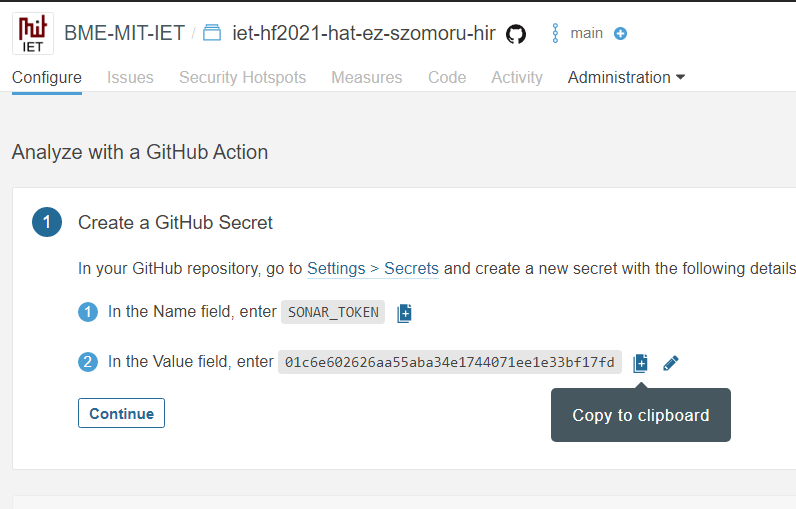 mit
IET
BME-MIT-IET / iet-hf2021-hat-ez-szomoru-hir main
Configure Issues Security Hotspots Measures Code Activity Administration
Analyze with a GitHub Action
1 Create a GitHub Secret
In your GitHub repository, go to Settings > Secrets and create a new secret with the following details
1 In the Name field, enter SONAR_TOKEN
2 In the Value field, enter 01c6e602626aa55aba34e1744071ee1e33bf17fd
Continue
Copy to clipboard